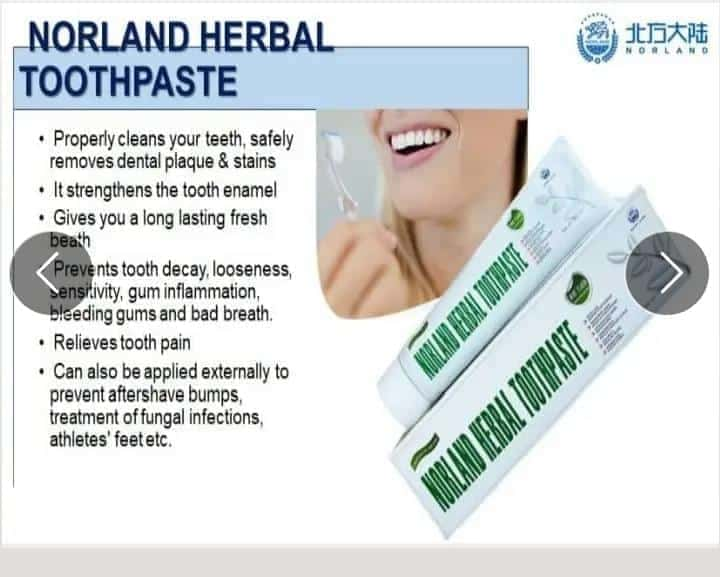 NORLAND HERBAL
TOOTHPASTE
北方大陆
NORLAND
• Properly cleans your teeth, safely
removes dental plaque & stains
• It strengthens the tooth enamel
• Gives you a long lasting fresh
beath
Prevents tooth decay, looseness,
sensitivity, gum inflammation,
bleeding gums and bad breath.
• Relieves tooth pain
• Can also be applied externally to
prevent aftershave bumps,
treatment of fungal infections,
athletes' feet etc.
NORLAND HERBAL TOOTHPASTE
NORLAND HERBAL TOOTHPASTE